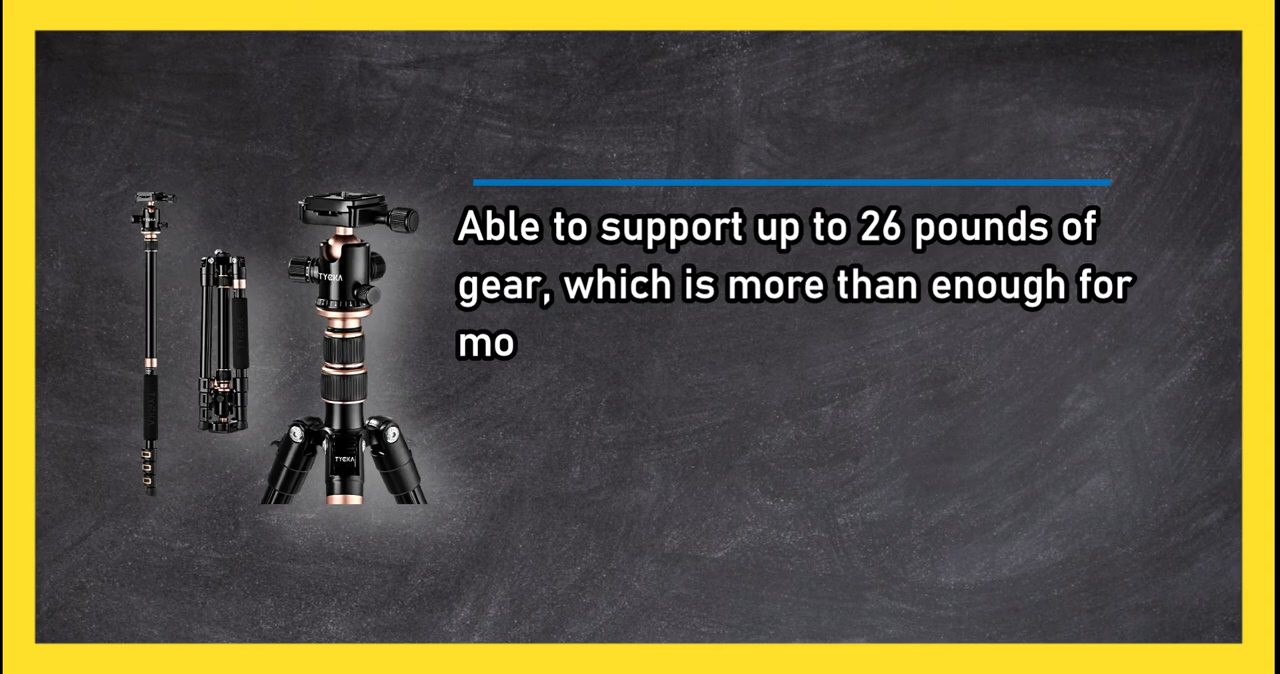 Able to support up to 26 pounds of
gear, which is more than enough for
mo
TYCKA
TYCKA